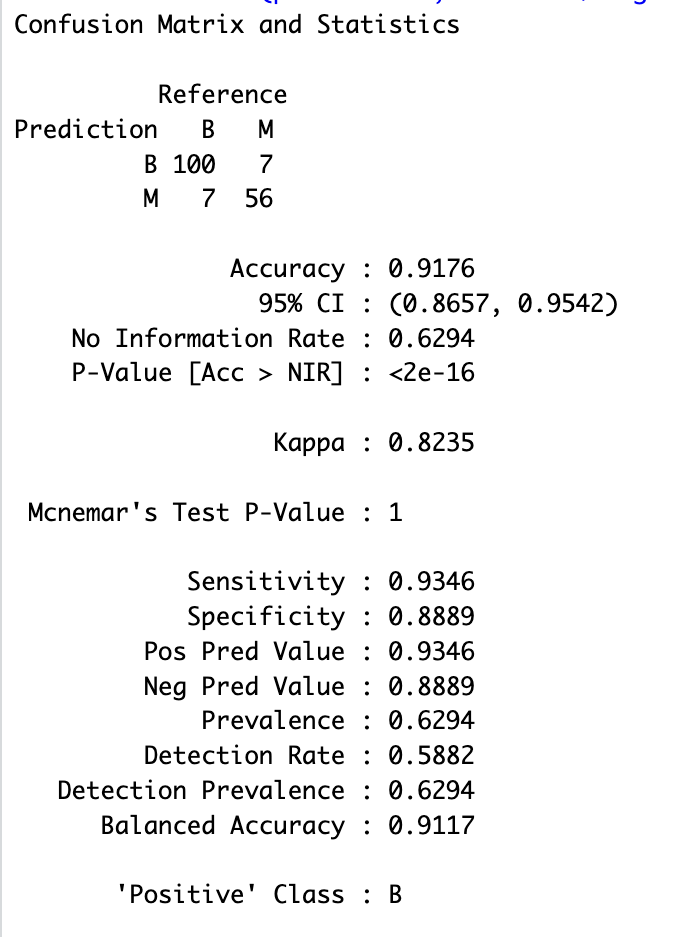 Confusion Matrix and Statistics
Reference
Prediction B M
B 100 7
M 7 56
Accuracy : 0.9176
95% CI : (0.8657, 0.9542)
No Information Rate : 0.6294
P-Value [Acc > NIR] : <2e-16
Kappa : 0.8235
Mcnemar's Test P-Value : 1
Sensitivity : 0.9346
Specificity : 0.8889
Pos Pred Value : 0.9346
Neg Pred Value : 0.8889
Prevalence : 0.6294
Detection Rate : 0.5882
Detection Prevalence : 0.6294
Balanced Accuracy : 0.9117
'Positive' Class : B